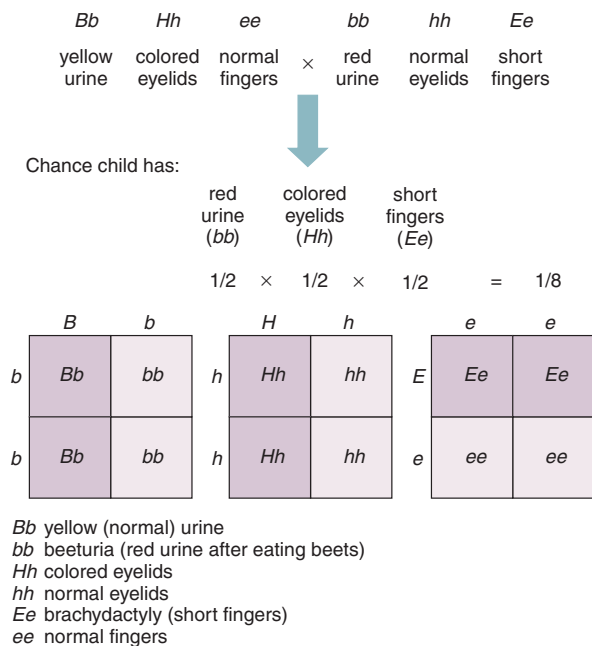 Bb Hh ee bb hh Ee
yellow colored normal × red normal short
urine eyelids fingers urine eyelids fingers
Chance child has:
red colored short
urine eyelids fingers
(bb) (Hh) (Ee)
1/2 × 1/2 × 1/2 = 1/8
B b H h e e
b Bb bb h Hh hh E Ee Ee
b Bb bb h Hh hh e ee ee
Bb yellow (normal) urine
bb beeturia (red urine after eating beets)
Hh colored eyelids
hh normal eyelids
Ee brachydactyly (short fingers)
ee normal fingers